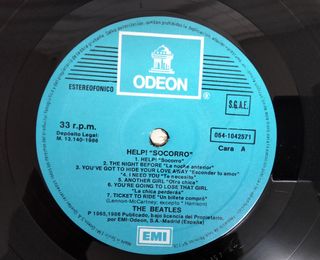 ODEON
®
ESTEREOFONICO
S.G.A.E.
33 r.p.m.
Depósito Legal:
M. 13.140-1986
054-1042571
Cara A
HELP! "SOCORRO"
1. HELP! "Socorro"
2. THE NIGHT BEFORE "La noche anterior"
3. YOU'VE GOT TO HIDE YOUR LOVE AWAY "Esconder tu amor"
4. I NEED YOU "Te necesito"
5. ANOTHER GIRL "Otra chica"
6. YOU'RE GOING TO LOSE THAT GIRL
"La chica perderás"
7. TICKET TO RIDE "Un billete compró"
(Lennon-McCartney; excepto * Harrison)
THE BEATLES
P 1965, 1986 Publicado, bajo licencia del Propietario,
por EMI-Odeon, S.A.-Madrid (España)
EMI